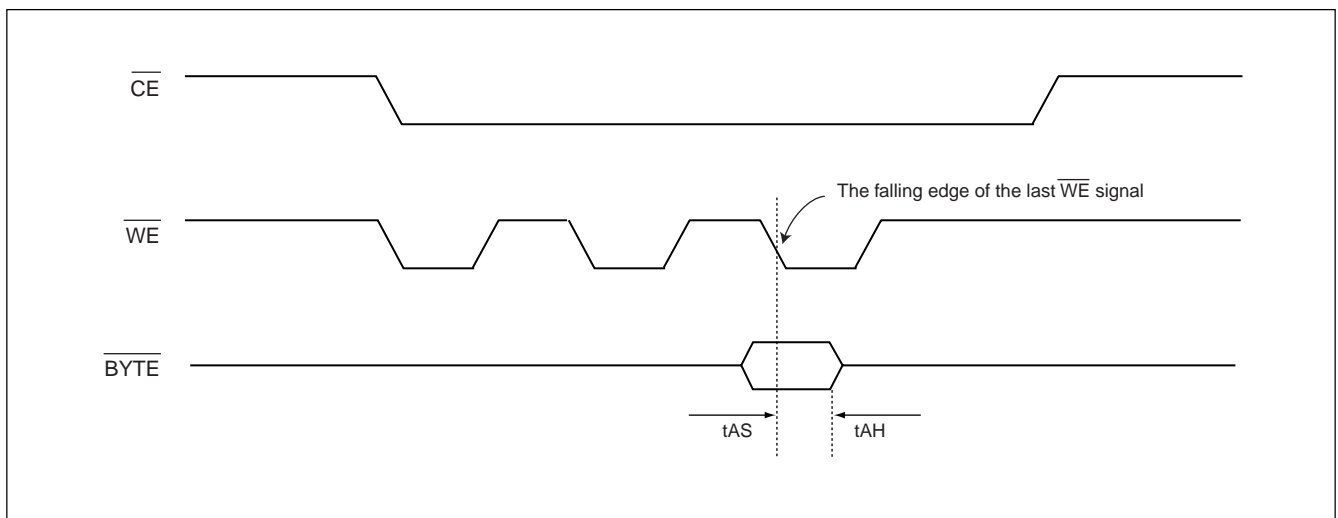 CE
The falling edge of the last WE signal
WE
BYTE
tAS
tAH